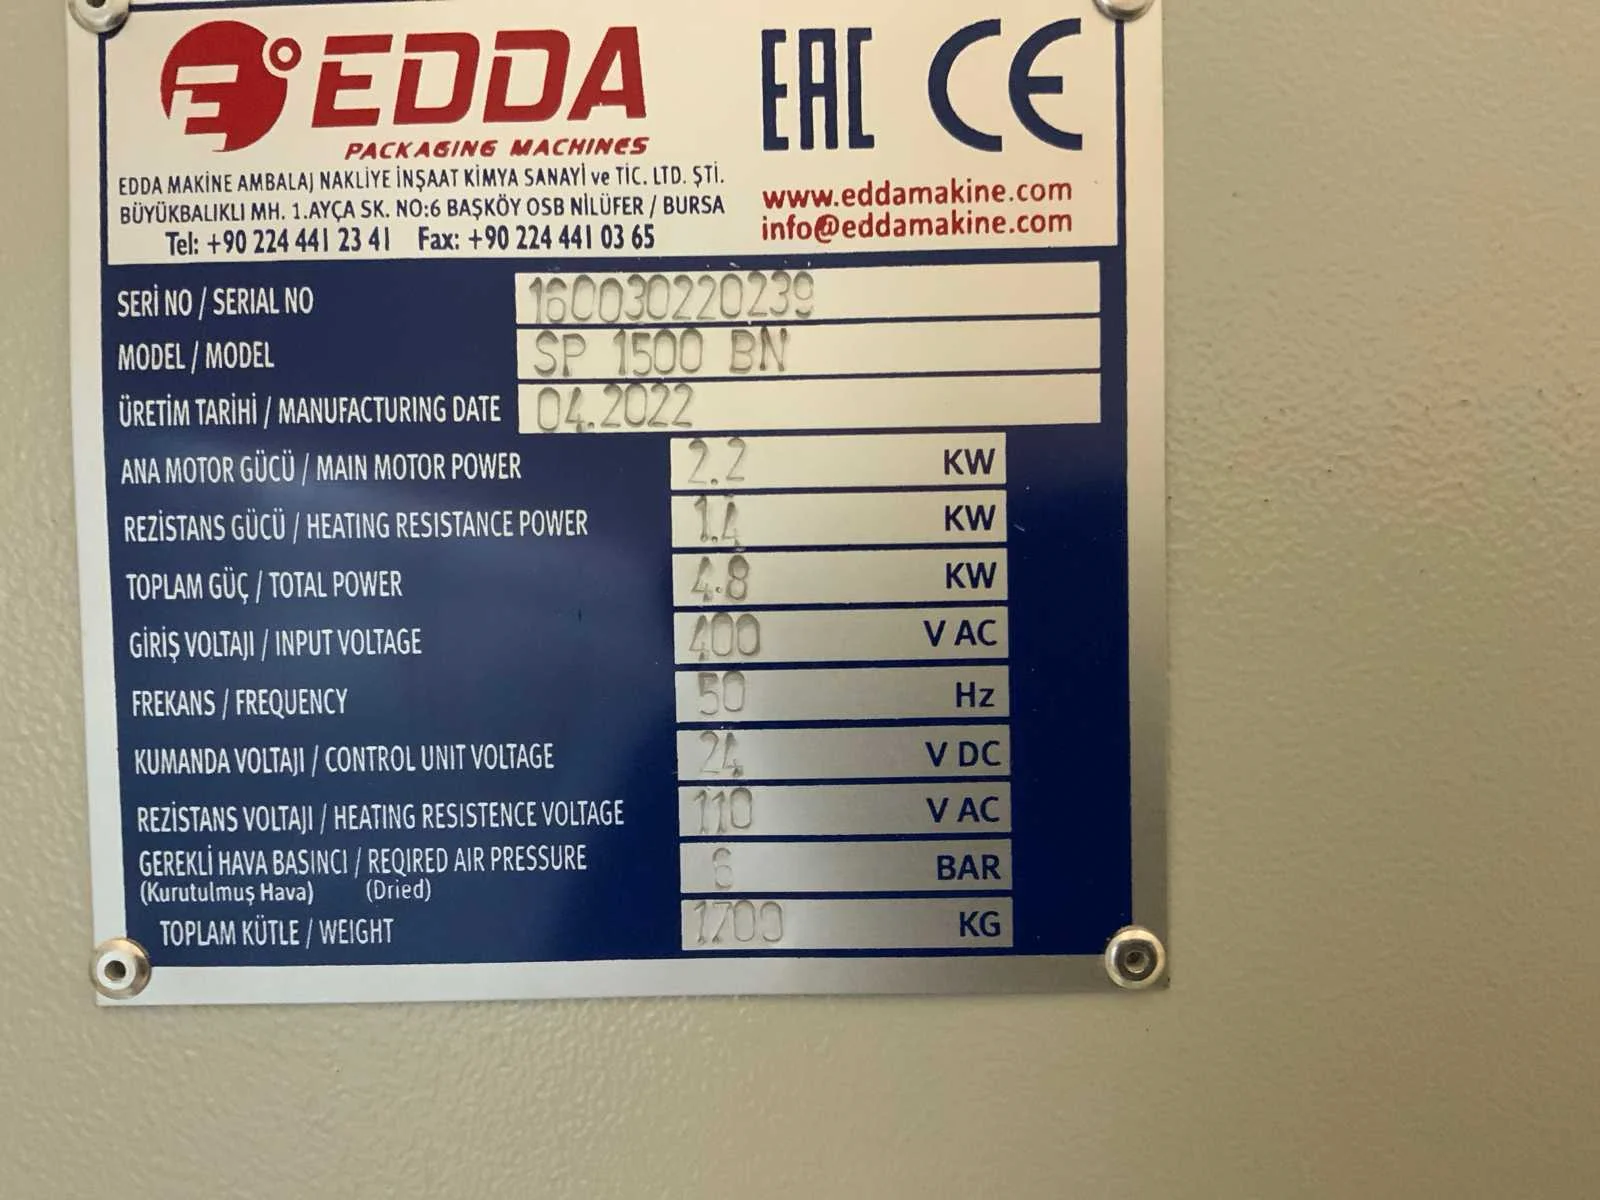 EDDA
EAC CE
PACKAGING MACHINES
EDDA MAKİNE AMBALAJ NAKLİYE İNŞAAT KİMYA SANAYİ ve TİC. LTD. ŞTİ.
BÜYÜKBALIKLI MH. 1.AYÇA SK. NO:6 BAŞKÖY OSB NİLÜFER / BURSA
Tel: +90 224 441 23 41 Fax: +90 224 441 03 65
www.eddamakine.com
info@eddamakine.com
SERİ NO / SERIAL NO 160030220239
MODEL / MODEL SP 1500 BN
ÜRETİM TARİHİ / MANUFACTURING DATE 04.2022
ANA MOTOR GÜCÜ / MAIN MOTOR POWER 2.2 KW
REZİSTANS GÜCÜ / HEATING RESISTANCE POWER 1.4 KW
TOPLAM GÜÇ / TOTAL POWER 4.8 KW
GİRİŞ VOLTAJI / INPUT VOLTAGE 400 V AC
FREKANS / FREQUENCY 50 Hz
KUMANDA VOLTAJI / CONTROL UNIT VOLTAGE 24 V DC
REZİSTANS VOLTAJI / HEATING RESISTENCE VOLTAGE 110 V AC
GEREKLİ HAVA BASINCI / REQIRED AIR PRESSURE 6 BAR
(Kurutulmuş Hava) (Dried)
TOPLAM KÜTLE / WEIGHT 1700 KG